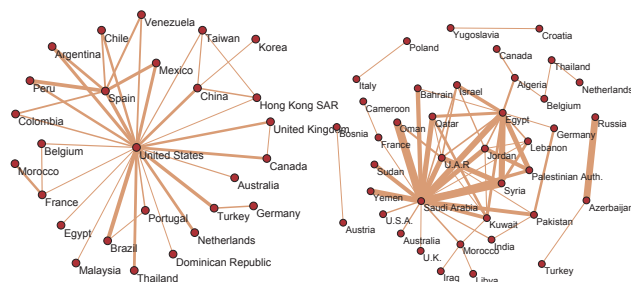 Venezuela
Chile
Taiwan
Argentina
Korea
Mexico
Peru
Spain
China
Hong Kong SAR
Colombia
United Kingdom
Belgium
United States
Canada
Morocco
Australia
France
Portugal
Turkey
Germany
Egypt
Brazil
Netherlands
Malaysia
Dominican Republic
Thailand
Yugoslavia
Croatia
Poland
Canada
Thailand
Italy
Bahrain
Israel
Algeria
Netherlands
Cameroon
Belgium
Bosnia
Oman
Qatar
Egypt
Germany
Russia
France
Lebanon
U.A.R
Jordan
Sudan
Palestinian Auth.
Yemen
Syria
Saudi Arabia
Azerbaijan
U.S.A.
Kuwait
Pakistan
Austria
Australia
India
U.K.
Morocco
Iraq
Libya
Turkey